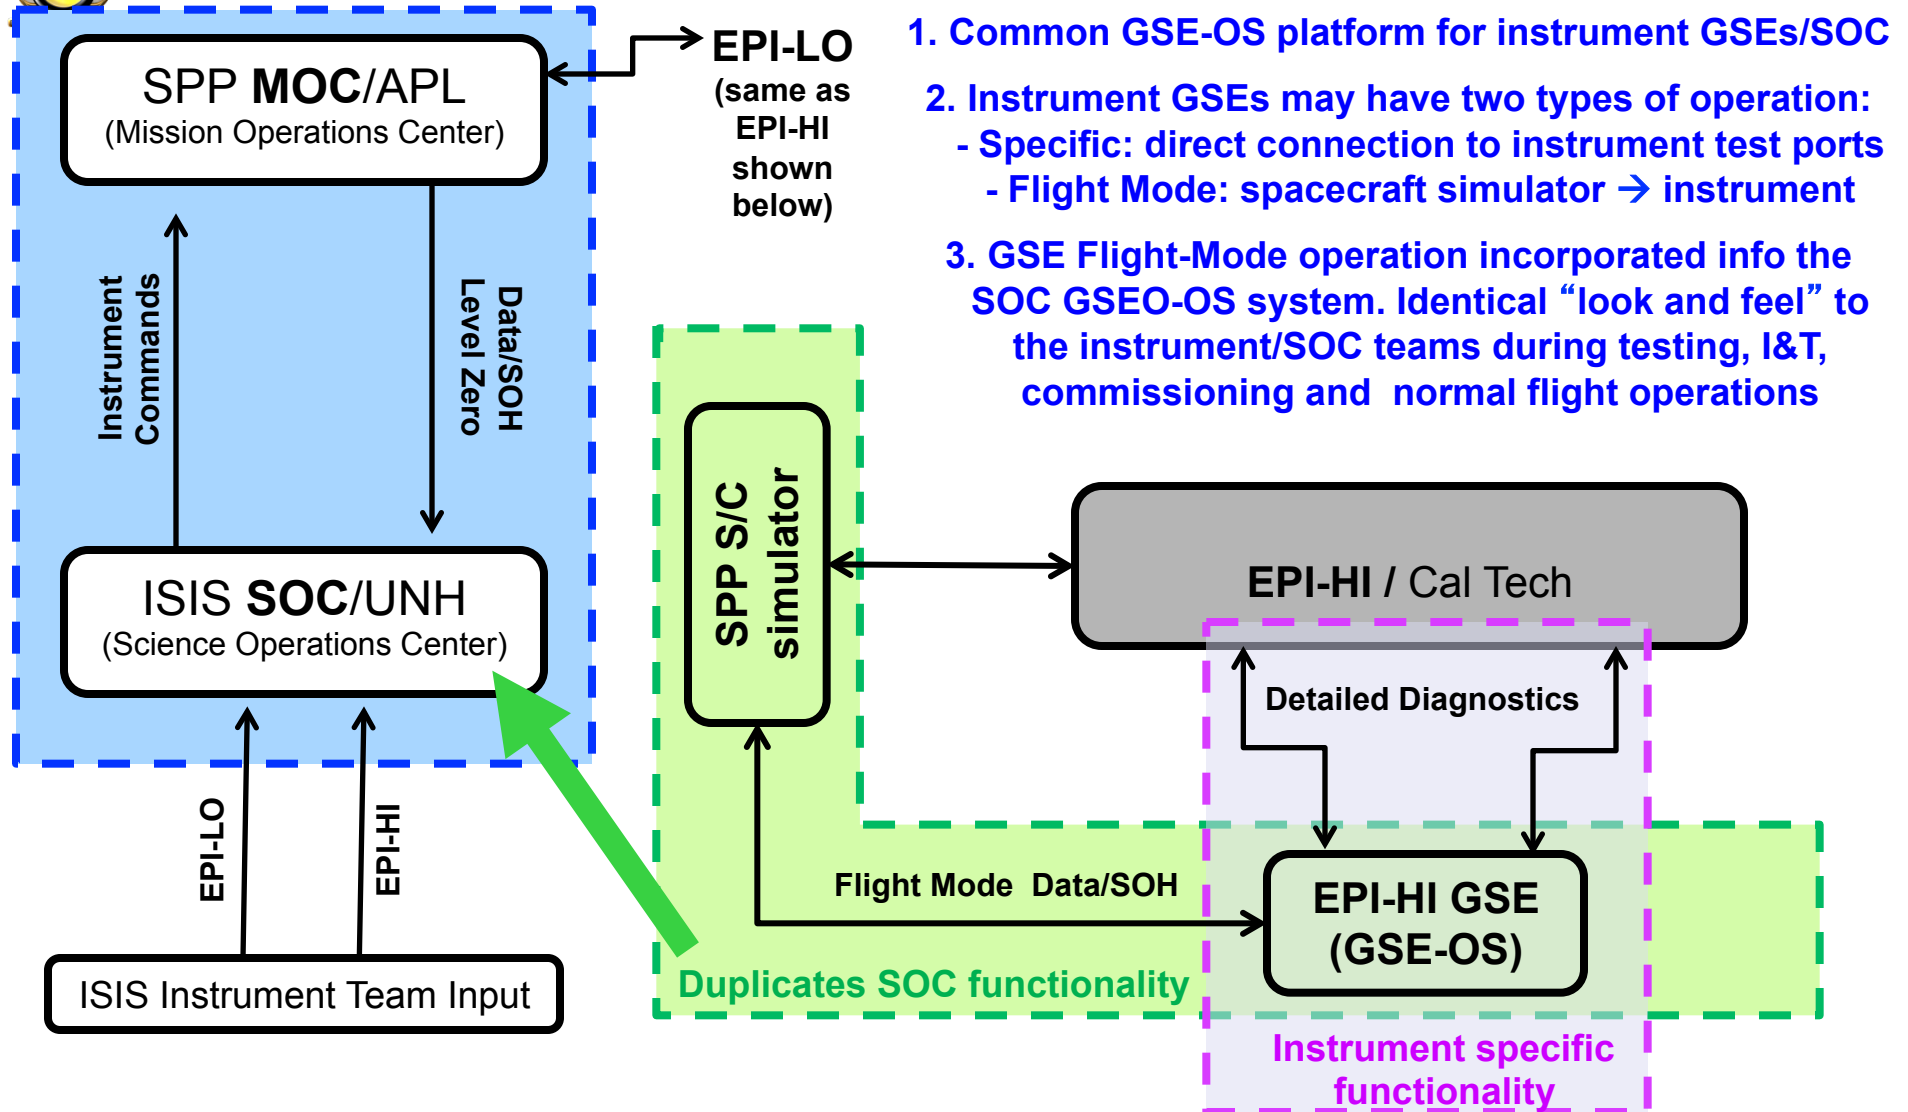 SPP MOC/APL
(Mission Operations Center)
EPI-LO
(same as
EPI-HI
shown
below)
1. Common GSE-OS platform for instrument GSEs/SOC
2. Instrument GSEs may have two types of operation:
- Specific: direct connection to instrument test ports
- Flight Mode: spacecraft simulator → instrument
3. GSE Flight-Mode operation incorporated info the
SOC GSEO-OS system. Identical “look and feel” to
the instrument/SOC teams during testing, I&T,
commissioning and normal flight operations
Instrument
Commands
Data/SOH
Level Zero
ISIS SOC/UNH
(Science Operations Center)
EPI-LO
EPI-HI
ISIS Instrument Team Input
SPP S/C
simulator
EPI-HI / Cal Tech
Detailed Diagnostics
Flight Mode Data/SOH
EPI-HI GSE
(GSE-OS)
Duplicates SOC functionality
Instrument specific
functionality